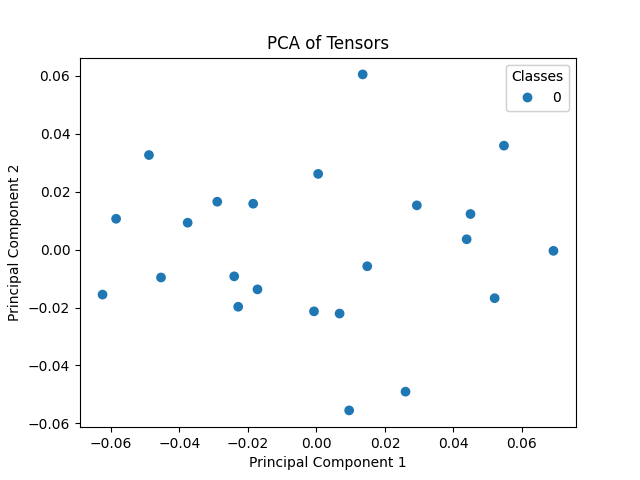 PCA of Tensors
Classes
0
0.06
0.04
0.02
0.00
−0.02
−0.04
−0.06
Principal Component 2
−0.06 −0.04 −0.02 0.00 0.02 0.04 0.06
Principal Component 1